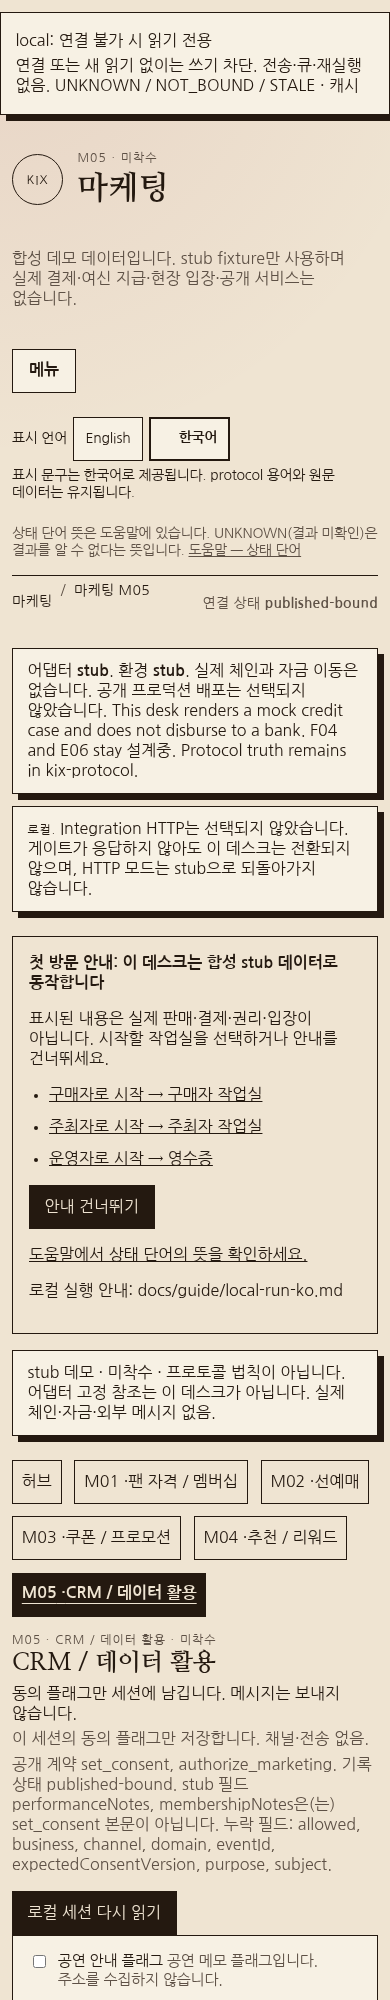 local: 연결 불가 시 읽기 전용
연결 또는 새 읽기 없이는 쓰기 차단. 전송·큐·재실행
없음. UNKNOWN / NOT_BOUND / STALE · 캐시
M05 · 미착수
KIX
마케팅
합성 데모 데이터입니다. stub fixture만 사용하며
실제 결제·여신 지급·현장 입장·공개 서비스는
없습니다.
메뉴
표시 언어 English 한국어
표시 문구는 한국어로 제공됩니다. protocol 용어와 원문
데이터는 유지됩니다.
상태 단어 뜻은 도움말에 있습니다. UNKNOWN(결과 미확인)은
결과를 알 수 없다는 뜻입니다. 도움말 — 상태 단어
마케팅 / 마케팅 M05
연결 상태 published-bound
어댑터 stub. 환경 stub. 실제 체인과 자금 이동은
없습니다. 공개 프로덕션 배포는 선택되지
않았습니다. This desk renders a mock credit
case and does not disburse to a bank. F04
and E06 stay 설계중. Protocol truth remains
in kix-protocol.
로컬. Integration HTTP는 선택되지 않았습니다.
게이트가 응답하지 않아도 이 데스크는 전환되지
않으며, HTTP 모드는 stub으로 되돌아가지
않습니다.
첫 방문 안내: 이 데스크는 합성 stub 데이터로
동작합니다
표시된 내용은 실제 판매·결제·권리·입장이
아닙니다. 시작할 작업실을 선택하거나 안내를
건너뛰세요.
• 구매자로 시작 → 구매자 작업실
• 주최자로 시작 → 주최자 작업실
• 운영자로 시작 → 영수증
안내 건너뛰기
도움말에서 상태 단어의 뜻을 확인하세요.
로컬 실행 안내: docs/guide/local-run-ko.md
stub 데모 · 미착수 · 프로토콜 법칙이 아닙니다.
어댑터 고정 참조는 이 데스크가 아닙니다. 실제
체인·자금·외부 메시지 없음.
허브 M01 ·팬 자격 / 멤버십 M02 ·선예매
M03 ·쿠폰 / 프로모션 M04 ·추천 / 리워드
M05 ·CRM / 데이터 활용
M05 · CRM / 데이터 활용 · 미착수
CRM / 데이터 활용
동의 플래그만 세션에 남깁니다. 메시지는 보내지
않습니다.
이 세션의 동의 플래그만 저장합니다. 채널·전송 없음.
공개 계약 set_consent, authorize_marketing. 기록
상태 published-bound. stub 필드
performanceNotes, membershipNotes은(는)
set_consent 본문이 아닙니다. 누락 필드: allowed,
business, channel, domain, eventId,
expectedConsentVersion, purpose, subject.
로컬 세션 다시 읽기
공연 안내 플래그 공연 메모 플래그입니다.
주소를 수집하지 않습니다.